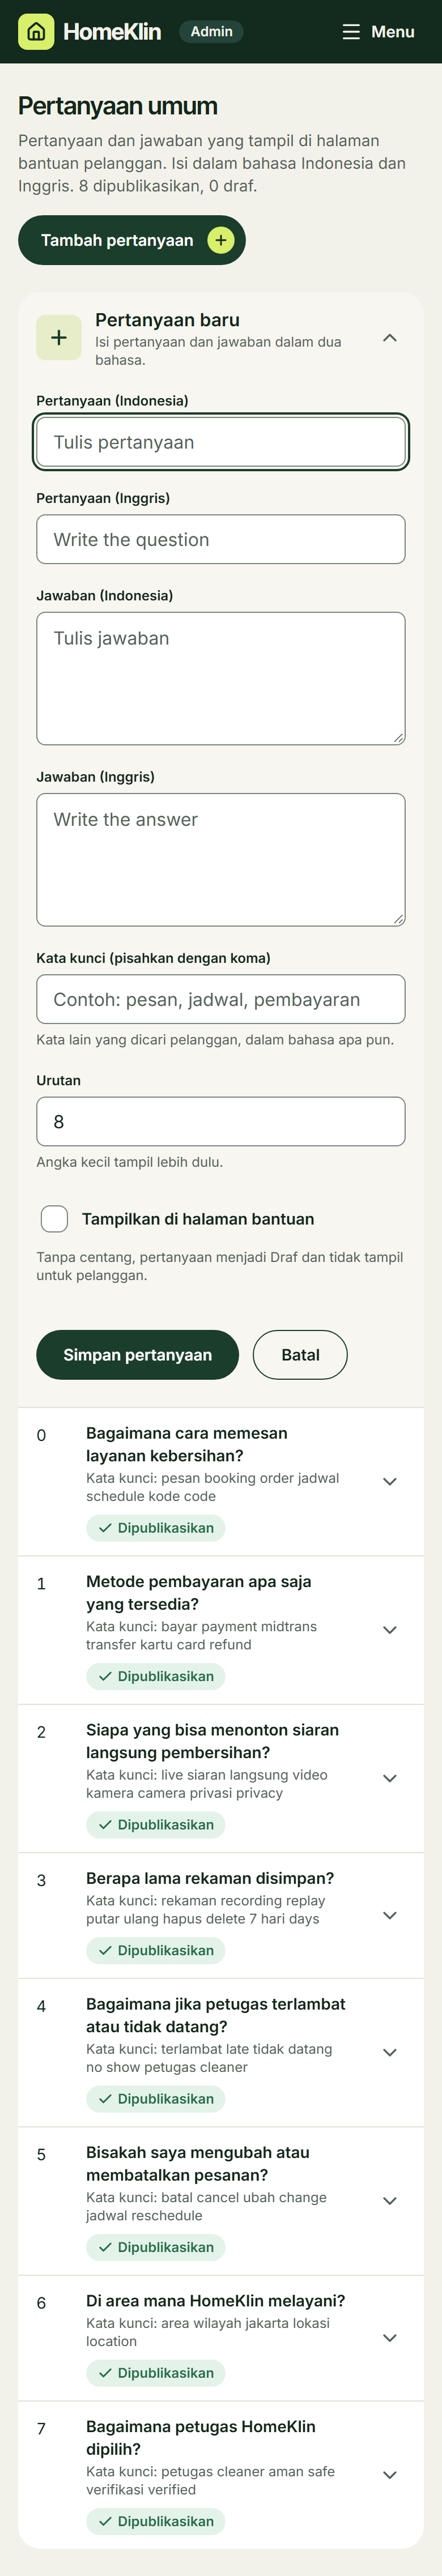 HomeKlin
Admin
Menu
Pertanyaan umum
Pertanyaan dan jawaban yang tampil di halaman
bantuan pelanggan. Isi dalam bahasa Indonesia dan
Inggris. 8 dipublikasikan, 0 draf.
Tambah pertanyaan
Pertanyaan baru
Isi pertanyaan dan jawaban dalam dua
bahasa.
Pertanyaan (Indonesia)
Tulis pertanyaan
Pertanyaan (Inggris)
Write the question
Jawaban (Indonesia)
Tulis jawaban
Jawaban (Inggris)
Write the answer
Kata kunci (pisahkan dengan koma)
Contoh: pesan, jadwal, pembayaran
Kata lain yang dicari pelanggan, dalam bahasa apa pun.
Urutan
8
Angka kecil tampil lebih dulu.
Tampilkan di halaman bantuan
Tanpa centang, pertanyaan menjadi Draf dan tidak tampil
untuk pelanggan.
Simpan pertanyaan
Batal
0
Bagaimana cara memesan
layanan kebersihan?
Kata kunci: pesan booking order jadwal
schedule kode code
Dipublikasikan
1
Metode pembayaran apa saja
yang tersedia?
Kata kunci: bayar payment midtrans
transfer kartu card refund
Dipublikasikan
2
Siapa yang bisa menonton siaran
langsung pembersihan?
Kata kunci: live siaran langsung video
kamera camera privasi privacy
Dipublikasikan
3
Berapa lama rekaman disimpan?
Kata kunci: rekaman recording replay
putar ulang hapus delete 7 hari days
Dipublikasikan
4
Bagaimana jika petugas terlambat
atau tidak datang?
Kata kunci: terlambat late tidak datang
no show petugas cleaner
Dipublikasikan
5
Bisakah saya mengubah atau
membatalkan pesanan?
Kata kunci: batal cancel ubah change
jadwal reschedule
Dipublikasikan
6
Di area mana HomeKlin melayani?
Kata kunci: area wilayah jakarta lokasi
location
Dipublikasikan
7
Bagaimana petugas HomeKlin
dipilih?
Kata kunci: petugas cleaner aman safe
verifikasi verified
Dipublikasikan